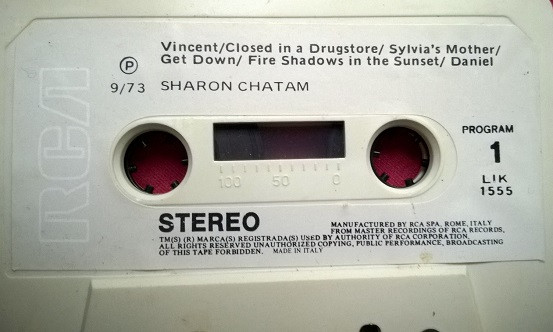 Vincent/Closed in a Drugstore/ Sylvia's Mother/
Get Down/ Fire Shadows in the Sunset/ Daniel
Ⓟ
9/73 SHARON CHATAM
RCA
PROGRAM
1
LIK
1555
100 50 0
STEREO
MANUFACTURED BY RCA SPA, ROME, ITALY
FROM MASTER RECORDINGS OF RCA RECORDS,
TM(S) (R) MARCA(S) REGISTRADA(S) USED BY AUTHORITY OF RCA CORPORATION.
ALL RIGHTS RESERVED UNAUTHORIZED COPYING, PUBLIC PERFORMANCE, BROADCASTING
OF THIS TAPE FORBIDDEN. MADE IN ITALY